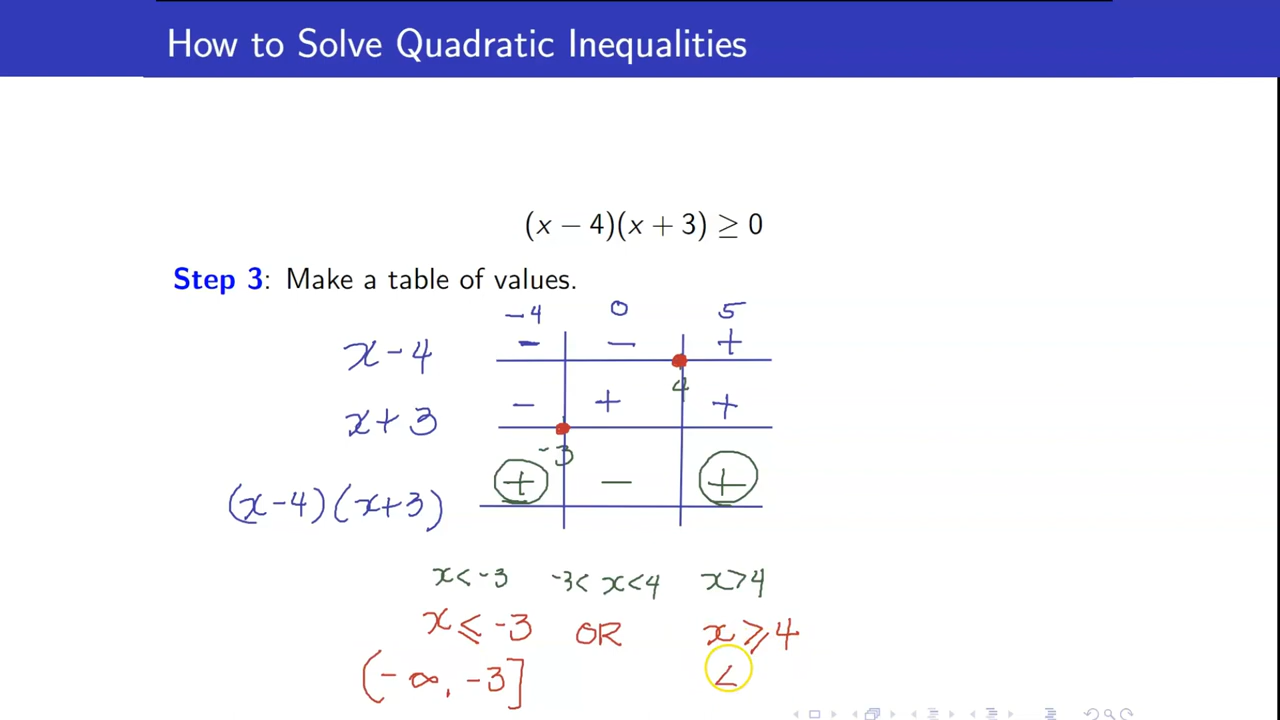 How to Solve Quadratic Inequalities
(x − 4)(x + 3) ≥ 0
Step 3: Make a table of values.
-4 0 5
x-4 - - +
4
x+3 - + +
-3
(x-4)(x+3) + - +
x<-3 -3< x<4 x>4
x ⩽ -3 OR x ⩾ 4
(-∞, -3]